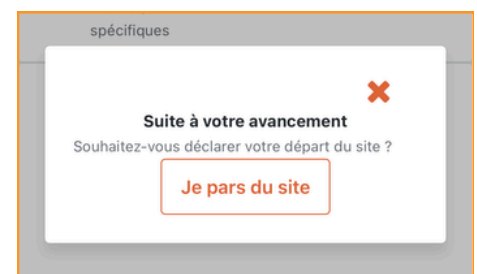 spécifiques
Suite à votre avancement
Souhaitez-vous déclarer votre départ du site ?
Je pars du site